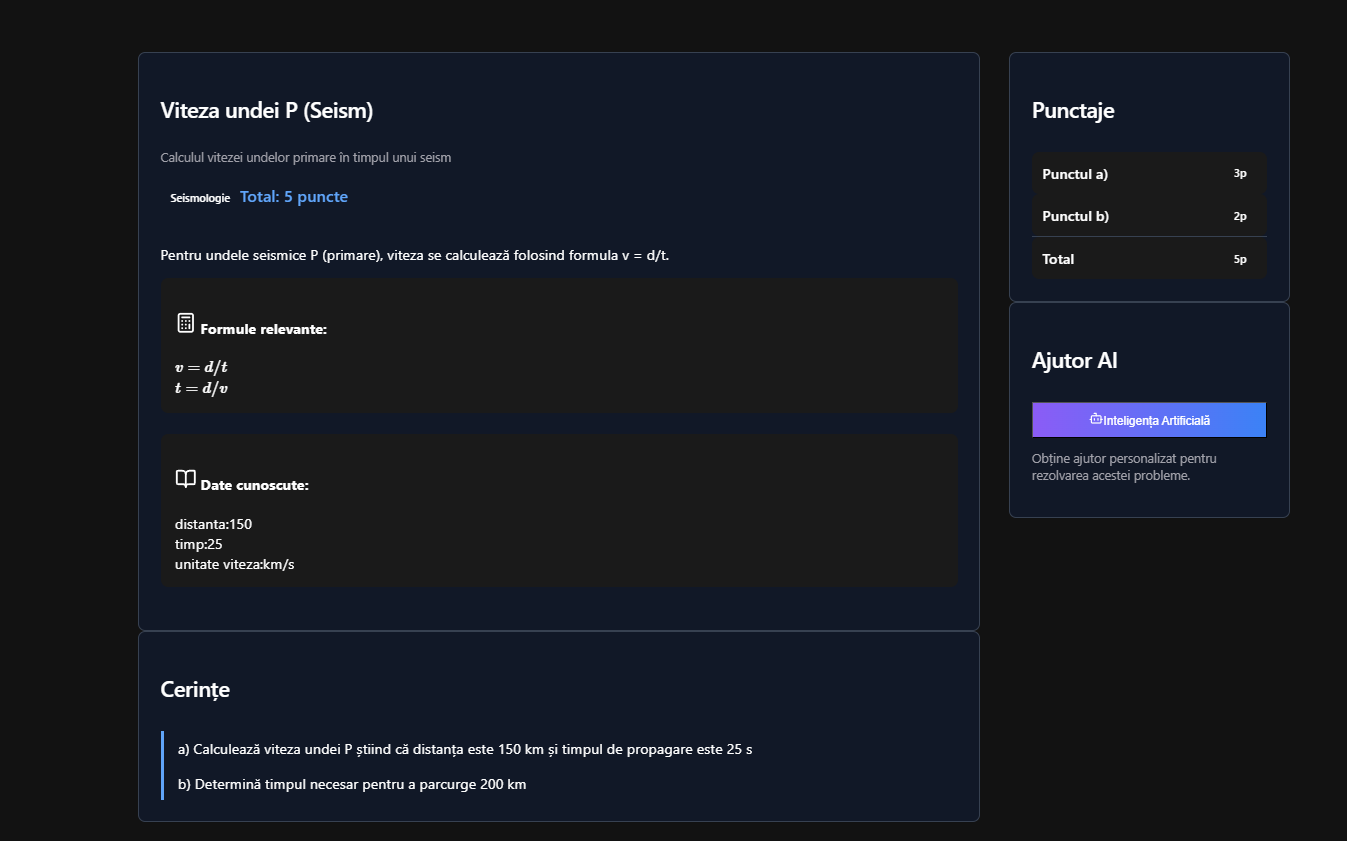 Viteza undei P (Seism)
Calculul vitezei undelor primare în timpul unui seism
Seismologie Total: 5 puncte
Pentru undele seismice P (primare), viteza se calculează folosind formula v = d/t.
Formule relevante:
v = d/t
t = d/v
Date cunoscute:
distanta:150
timp:25
unitate viteza:km/s
Cerințe
a) Calculează viteza undei P știind că distanța este 150 km și timpul de propagare este 25 s
b) Determină timpul necesar pentru a parcurge 200 km
Punctaje
Punctul a) 3p
Punctul b) 2p
Total 5p
Ajutor AI
Inteligența Artificială
Obține ajutor personalizat pentru
rezolvarea acestei probleme.